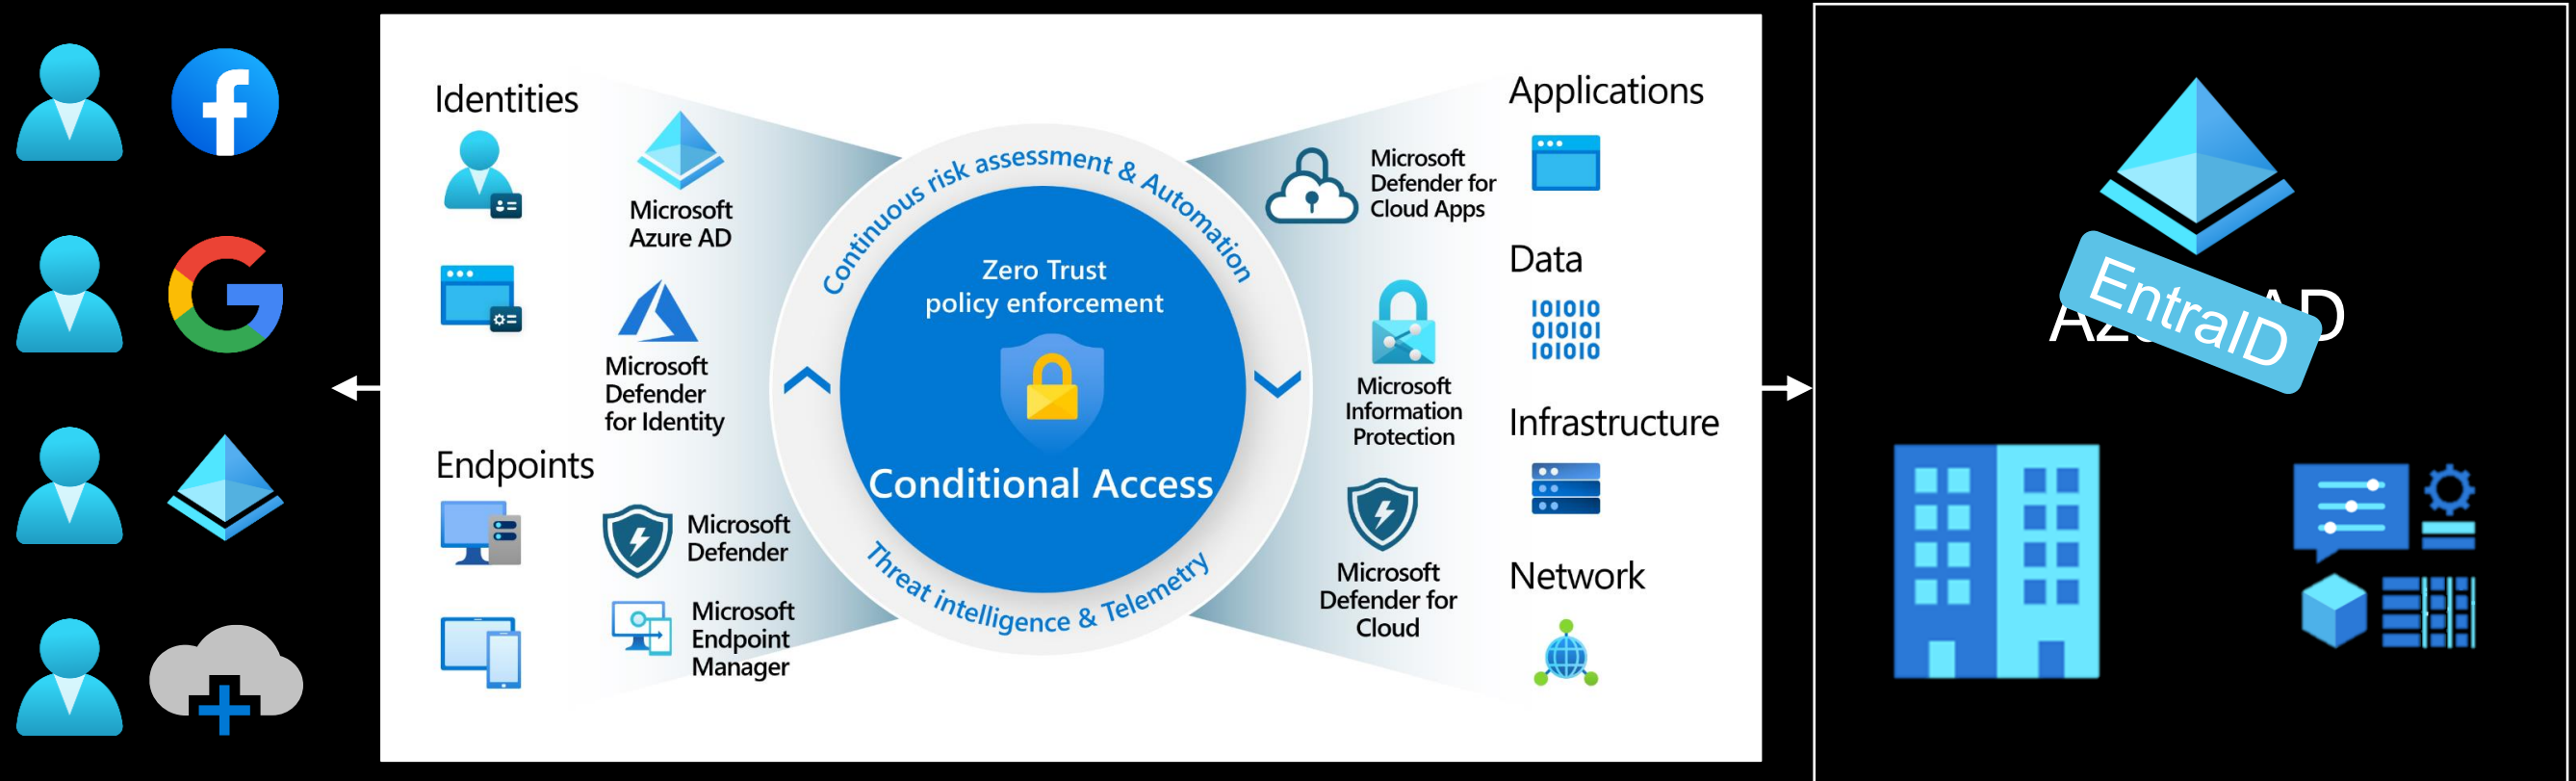 Identities
Microsoft
Azure AD
Microsoft
Defender
for Identity
Endpoints
Microsoft
Defender
Microsoft
Endpoint
Manager
Continuous risk assessment & Automation
Zero Trust
policy enforcement
Conditional Access
Threat intelligence & Telemetry
Applications
Microsoft
Defender for
Cloud Apps
Data
101010
010101
101010
Microsoft
Information
Protection
Infrastructure
Microsoft
Defender for
Cloud
Network
EntraID